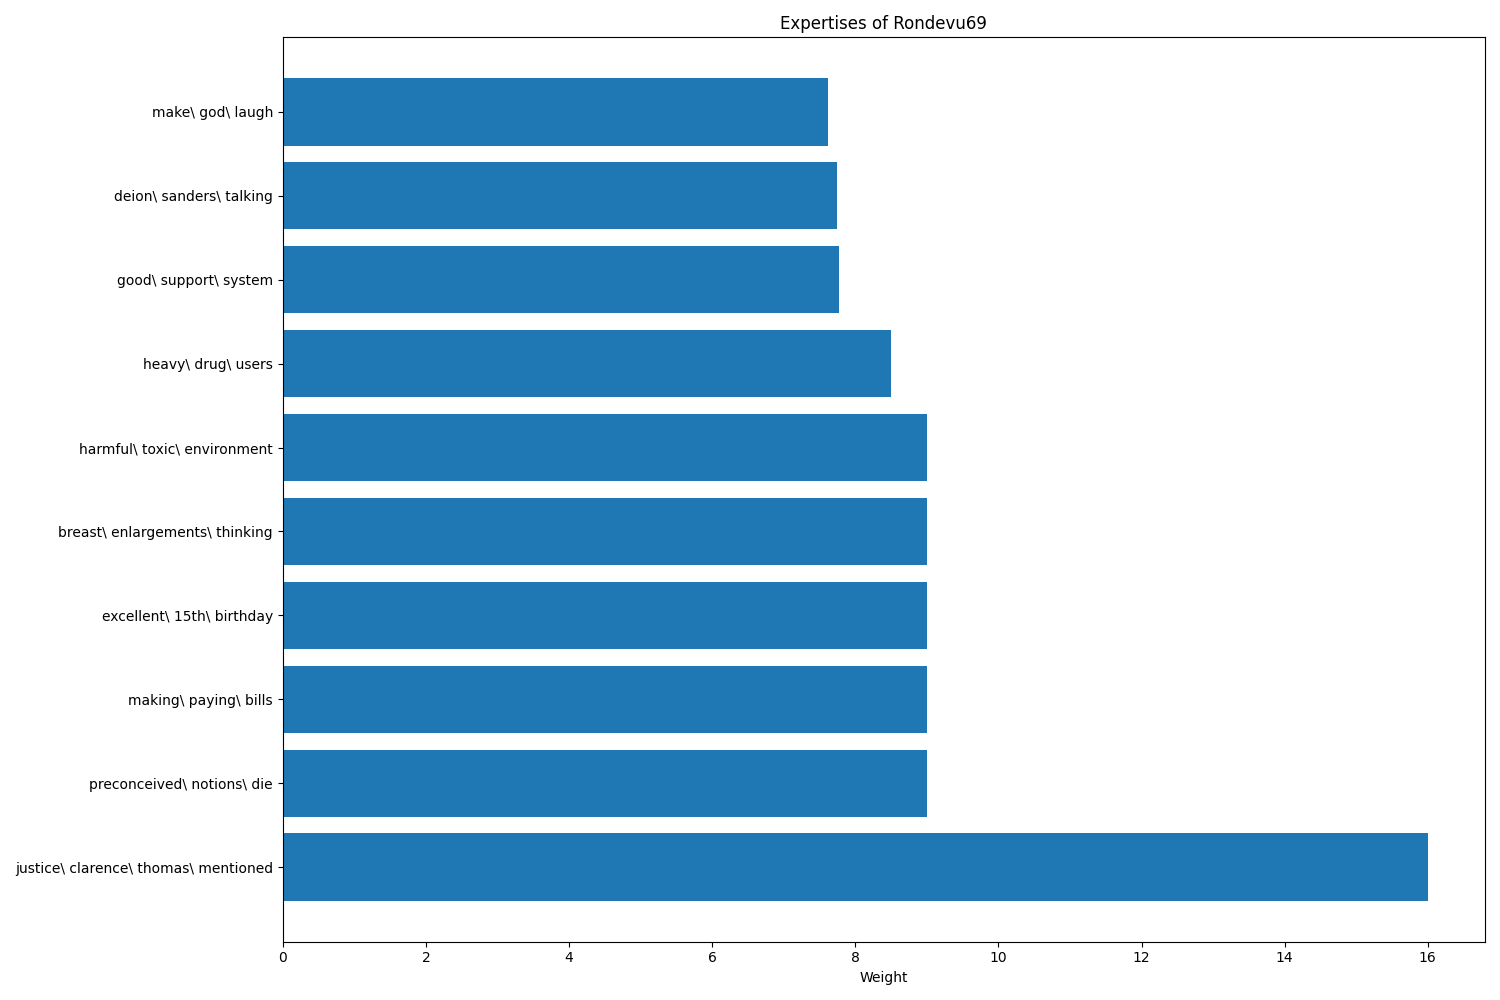 Expertises of Rondevu69
make\ god\ laugh
deion\ sanders\ talking
good\ support\ system
heavy\ drug\ users
harmful\ toxic\ environment
breast\ enlargements\ thinking
excellent\ 15th\ birthday
making\ paying\ bills
preconceived\ notions\ die
justice\ clarence\ thomas\ mentioned
0 2 4 6 8 10 12 14 16
Weight